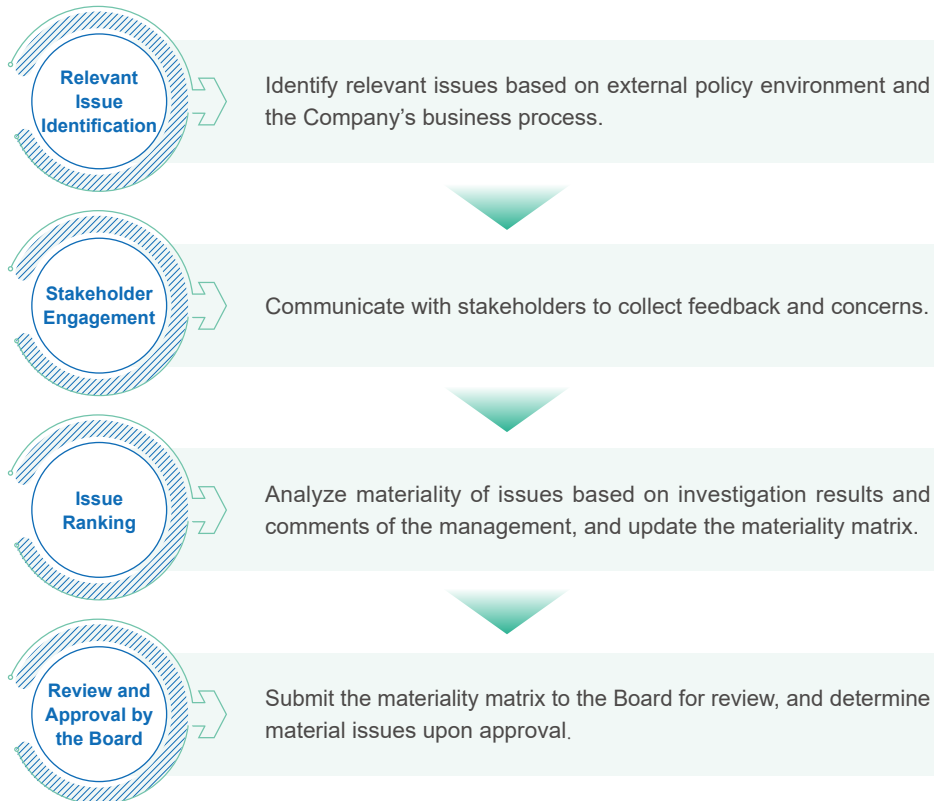 Relevant
Issue
Identification
Identify relevant issues based on external policy environment and
the Company’s business process.
Stakeholder
Engagement
Communicate with stakeholders to collect feedback and concerns.
Issue
Ranking
Analyze materiality of issues based on investigation results and
comments of the management, and update the materiality matrix.
Review and
Approval by
the Board
Submit the materiality matrix to the Board for review, and determine
material issues upon approval.